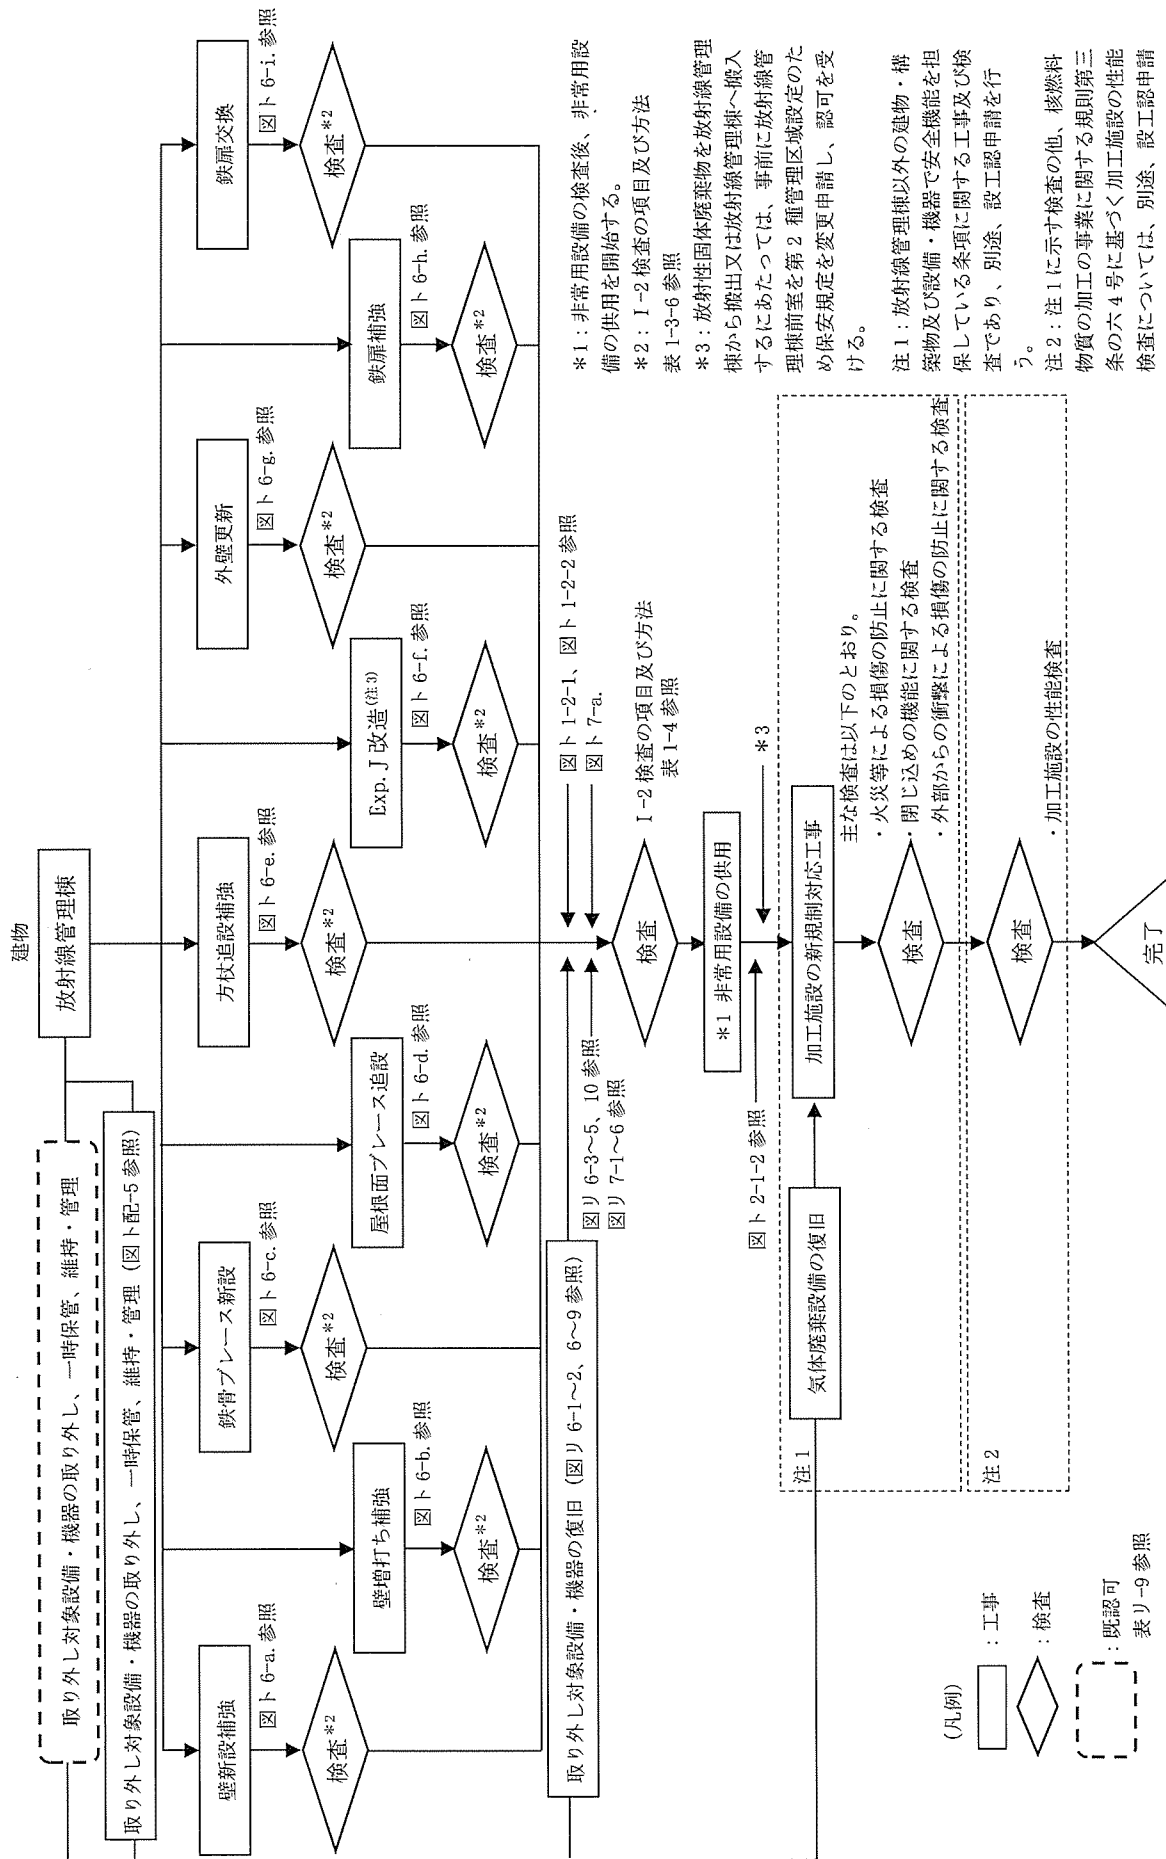 建物
放射線管理棟
取り外し対象設備・機器の取り外し、一時保管、維持・管理
取り外し対象設備・機器の取り外し、一時保管、維持・管理（図ト配-5 参照）
壁新設補強
図ト 6-a. 参照
検査*2
壁増打ち補強
図ト 6-b. 参照
検査*2
鉄骨ブレース新設
図ト 6-c. 参照
検査*2
屋根面ブレース追設
図ト 6-d. 参照
検査*2
方杖追設補強
図ト 6-e. 参照
検査*2
Exp. J 改造(注3)
図ト 6-f. 参照
検査*2
外壁更新
図ト 6-g. 参照
検査*2
鉄扉補強
図ト 6-h. 参照
検査*2
鉄扉交換
図ト 6-i. 参照
検査*2
取り外し対象設備・機器の復旧（図リ 6-1～2、6～9 参照）
図リ 6-3～5、10 参照
図リ 7-1～6 参照
図ト 1-2-1、図ト 1-2-2 参照
図ト 7-a.
検査
I-2 検査の項目及び方法
表 1-4 参照
*1 非常用設備の供用
図ト 2-1-2 参照
*3
気体廃棄設備の復旧
加工施設の新規制対応工事
主な検査は以下のとおり。
・火災等による損傷の防止に関する検査
・閉じ込めの機能に関する検査
・外部からの衝撃による損傷の防止に関する検査
検査
注 1
検査
・加工施設の性能検査
注 2
完了
*1：非常用設備の検査後、非常用設
備の供用を開始する。
*2：I-2 検査の項目及び方法
表 1-3-6 参照
*3：放射性固体廃棄物を放射線管理
棟から搬出又は放射線管理棟へ搬入
するにあたっては、事前に放射線管
理棟前室を第 2 種管理区域設定のた
め保安規定を変更申請し、認可を受
ける。
注 1：放射線管理棟以外の建物・構
築物及び設備・機器で安全機能を担
保している条項に関する工事及び検
査であり、別途、設工認申請を行
う。
注 2：注 1 に示す検査の他、核燃料
物質の加工の事業に関する規則第三
条の六 4 号に基づく加工施設の性能
検査については、別途、設工認申請
(凡例)
：工事
：検査
：既認可
表リ-9 参照